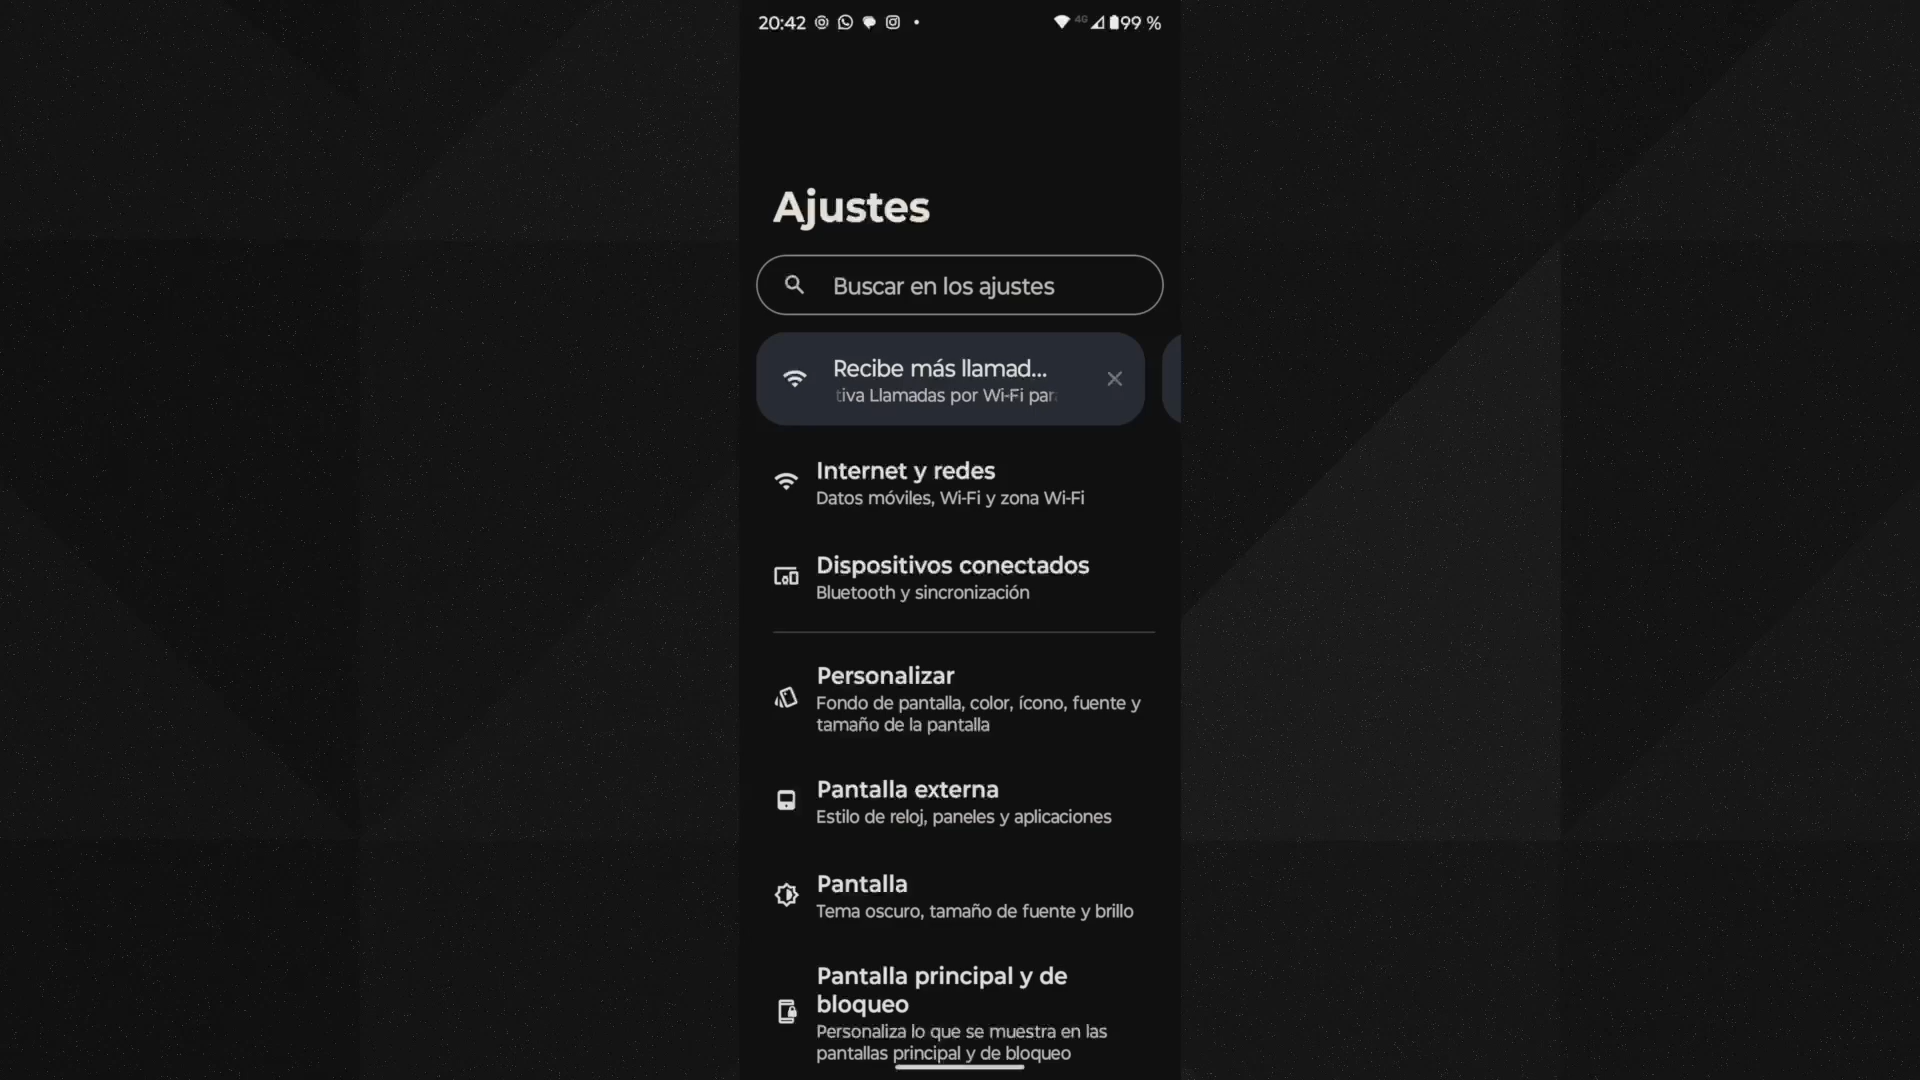 20:42
4G
99 %
Ajustes
Buscar en los ajustes
Recibe más llamad...
tiva Llamadas por Wi-Fi par
Internet y redes
Datos móviles, Wi-Fi y zona Wi-Fi
Dispositivos conectados
Bluetooth y sincronización
Personalizar
Fondo de pantalla, color, ícono, fuente y
tamaño de la pantalla
Pantalla externa
Estilo de reloj, paneles y aplicaciones
Pantalla
Tema oscuro, tamaño de fuente y brillo
Pantalla principal y de
bloqueo
Personaliza lo que se muestra en las
pantallas principal y de bloqueo